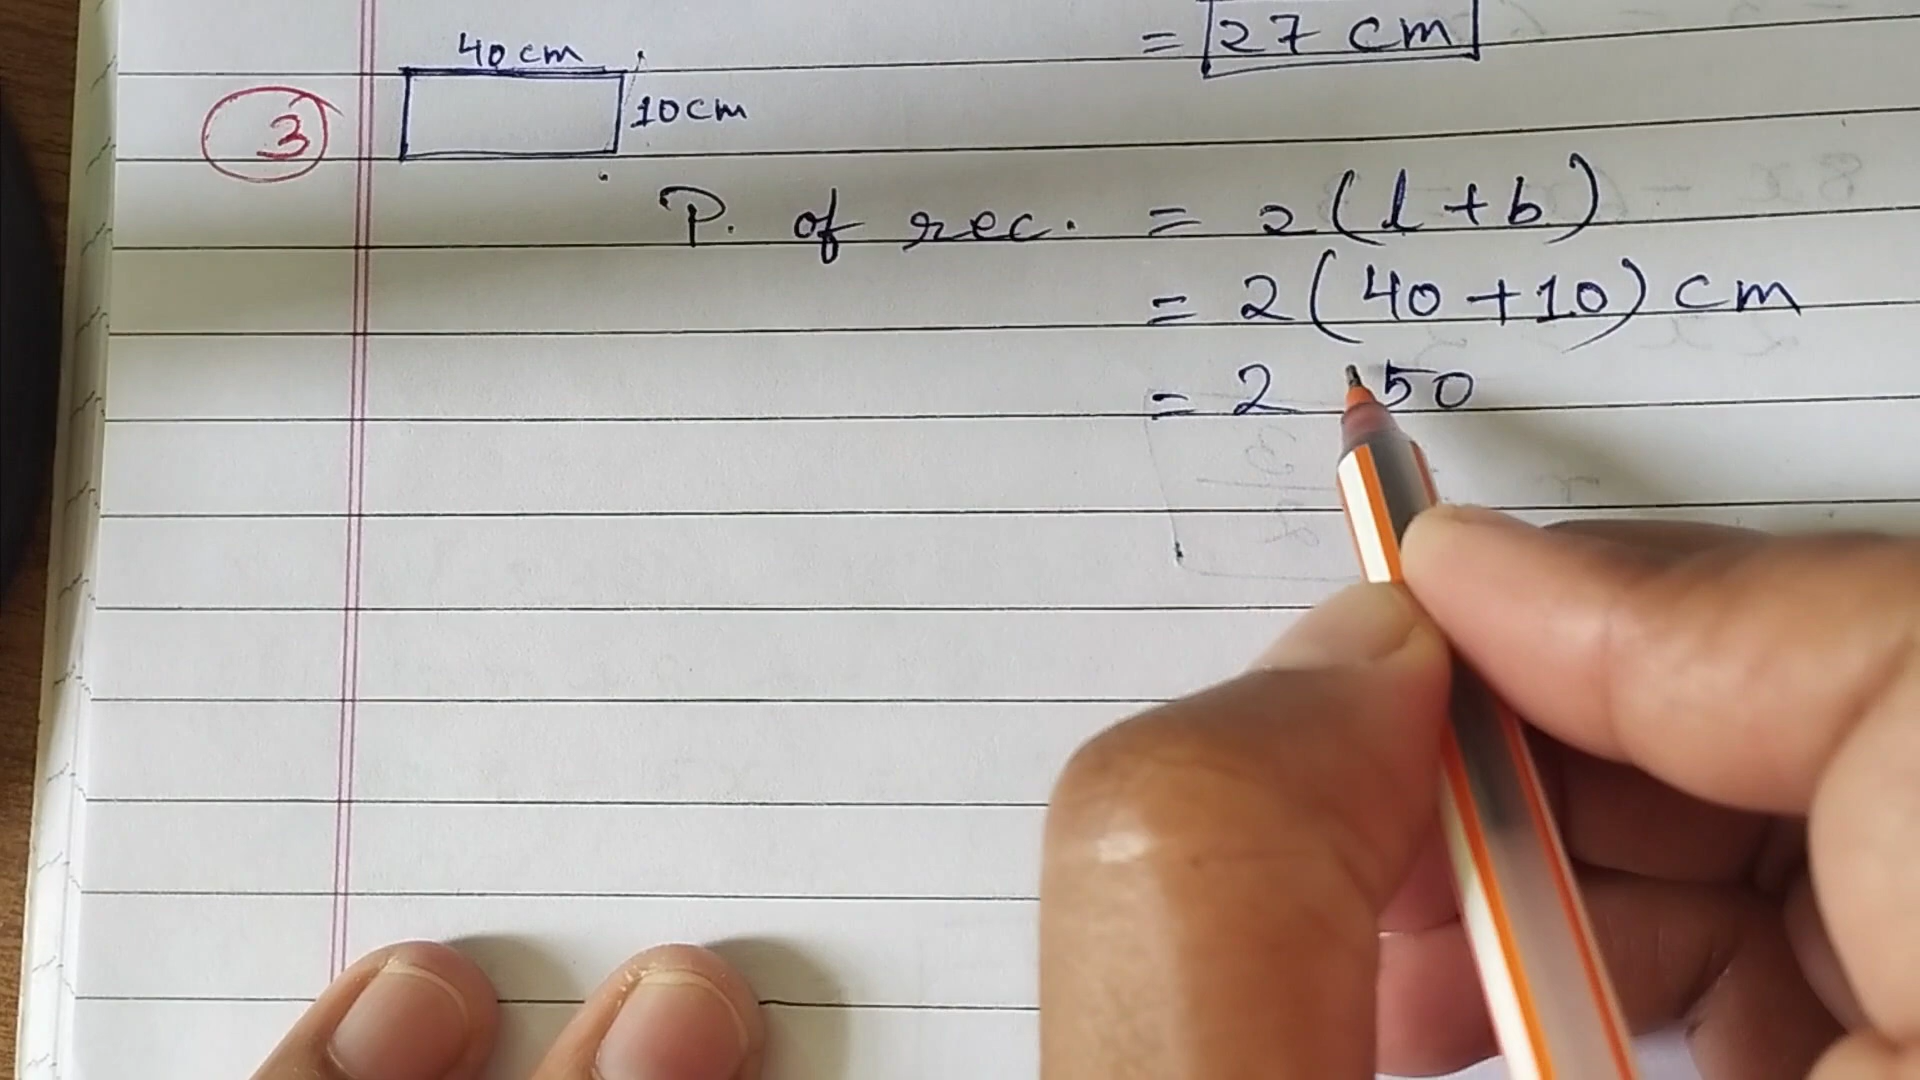 = 27 cm
40 cm
3
10 cm
P. of rec. = 2(l+b)
= 2(40+10) cm
= 2 50